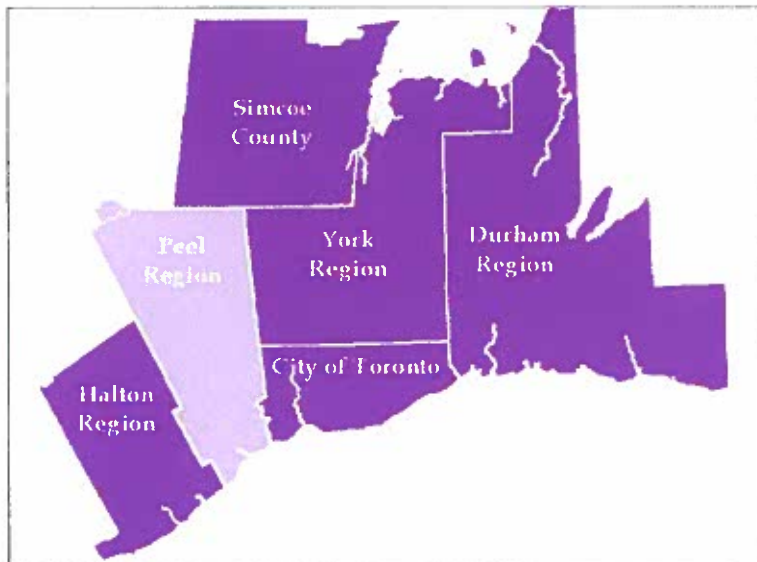 Simcoe
County
Peel
Region
York
Region
Durham
Region
City of Toronto
Halton
Region